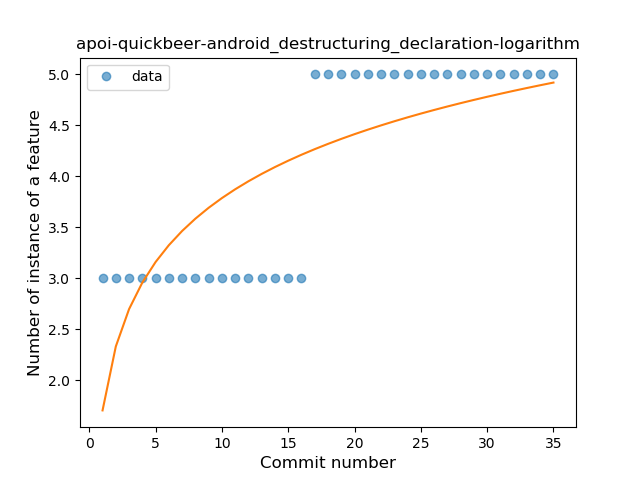 apoi-quickbeer-android_destructuring_declaration-logarithm
data
Number of instance of a feature
5.0
4.5
4.0
3.5
3.0
2.5
2.0
0 5 10 15 20 25 30 35
Commit number